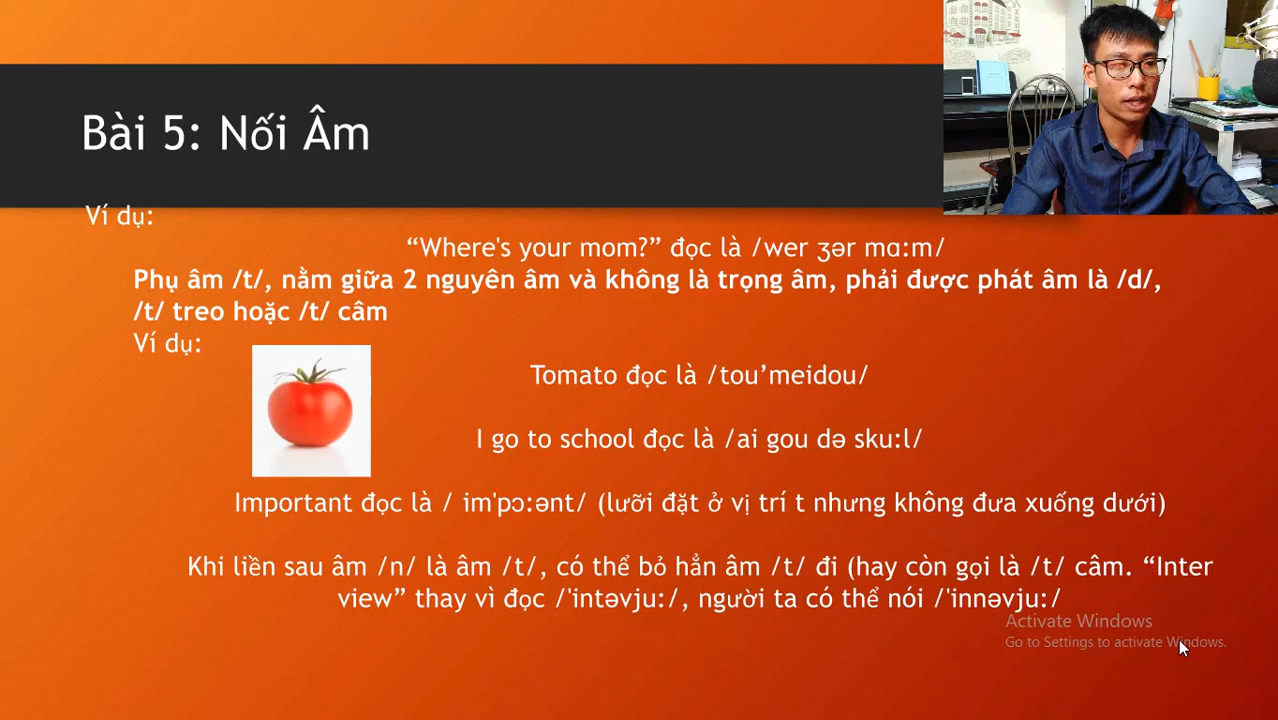 Bài 5: Nối Âm
Ví dụ:
“Where's your mom?” đọc là /wer ʒər mɑ:m/
Phụ âm /t/, nằm giữa 2 nguyên âm và không là trọng âm, phải được phát âm là /d/,
/t/ treo hoặc /t/ câm
Ví dụ:
Tomato đọc là /tou’meidou/
I go to school đọc là /ai gou də sku:l/
Important đọc là / im'pɔ:ənt/ (lưỡi đặt ở vị trí t nhưng không đưa xuống dưới)
Khi liền sau âm /n/ là âm /t/, có thể bỏ hẳn âm /t/ đi (hay còn gọi là /t/ câm. “Inter
view” thay vì đọc /'intəvju:/, người ta có thể nói /'innəvju:/
Activate Windows
Go to Settings to activate Windows.